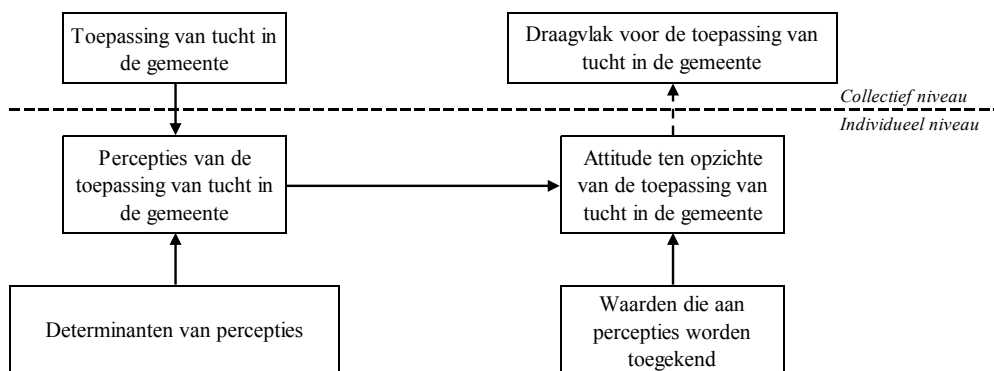 Toepassing van tucht in
de gemeente
Draagvlak voor de toepassing van
tucht in de gemeente
Collectief niveau
Individueel niveau
Percepties van de
toepassing van tucht in
de gemeente
Attitude ten opzichte
van de toepassing van
tucht in de gemeente
Determinanten van percepties
Waarden die aan
percepties worden
toegekend